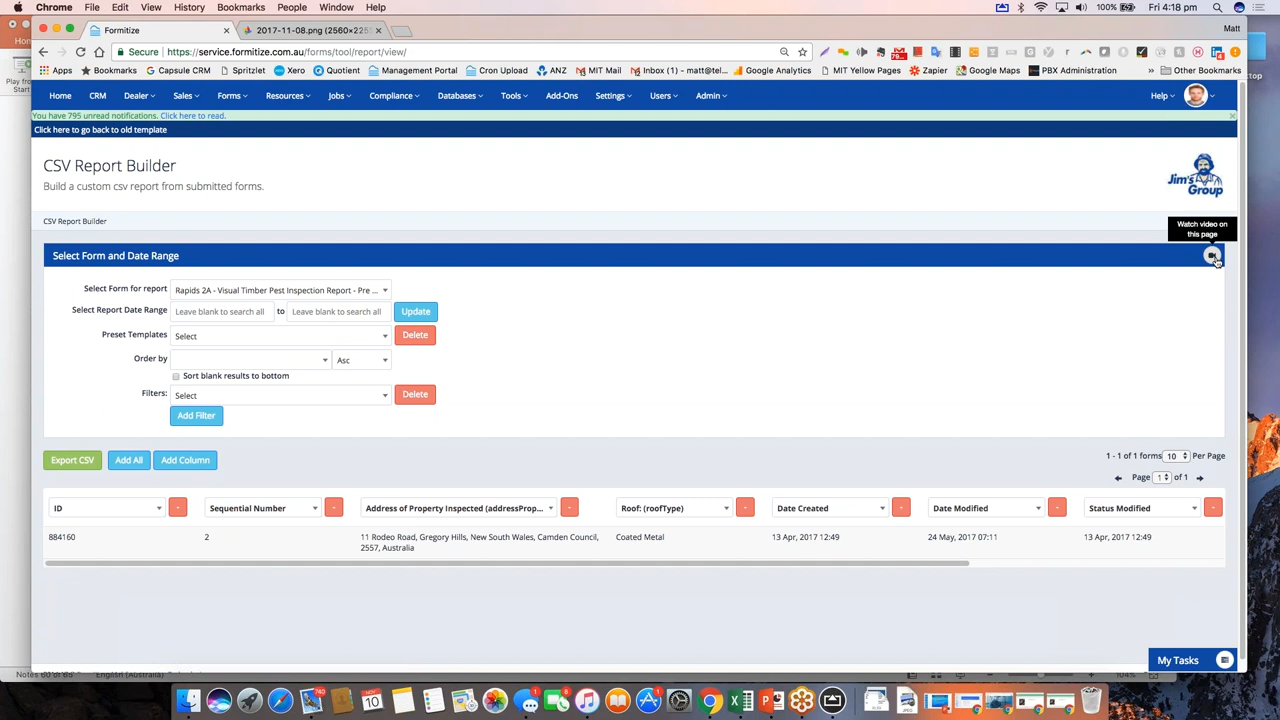 Chrome File Edit View History Bookmarks People Window Help
100% Fri 4:18 pm
Formitize
2017-11-08.png (2560×225
Matt
Secure https://service.formitize.com.au/forms/tool/report/view/
Apps Bookmarks Capsule CRM Spritzlet Xero Quotient Management Portal Cron Upload ANZ MIT Mail Inbox (1) - matt@tel... Google Analytics MIT Yellow Pages Zapier Google Maps PBX Administration » Other Bookmarks
Home CRM Dealer Sales Forms Resources Jobs Compliance Databases Tools Add-Ons Settings Users Admin Help
You have 795 unread notifications. Click here to read.
Click here to go back to old template
CSV Report Builder
Build a custom csv report from submitted forms.
Jim's Group
CSV Report Builder
Watch video on
this page
Select Form and Date Range
Select Form for report Rapids 2A - Visual Timber Pest Inspection Report - Pre ...
Select Report Date Range Leave blank to search all to Leave blank to search all Update
Preset Templates Select Delete
Order by Asc
Sort blank results to bottom
Filters: Select Delete
Add Filter
Export CSV Add All Add Column
1 - 1 of 1 forms 10 Per Page
Page 1 of 1
ID - Sequential Number - Address of Property Inspected (addressProp... - Roof: (roofType) - Date Created - Date Modified - Status Modified -
884160 2 11 Rodeo Road, Gregory Hills, New South Wales, Camden Council, Coated Metal 13 Apr, 2017 12:49 24 May, 2017 07:11 13 Apr, 2017 12:49
2557, Australia
My Tasks
English (Australia)
104%